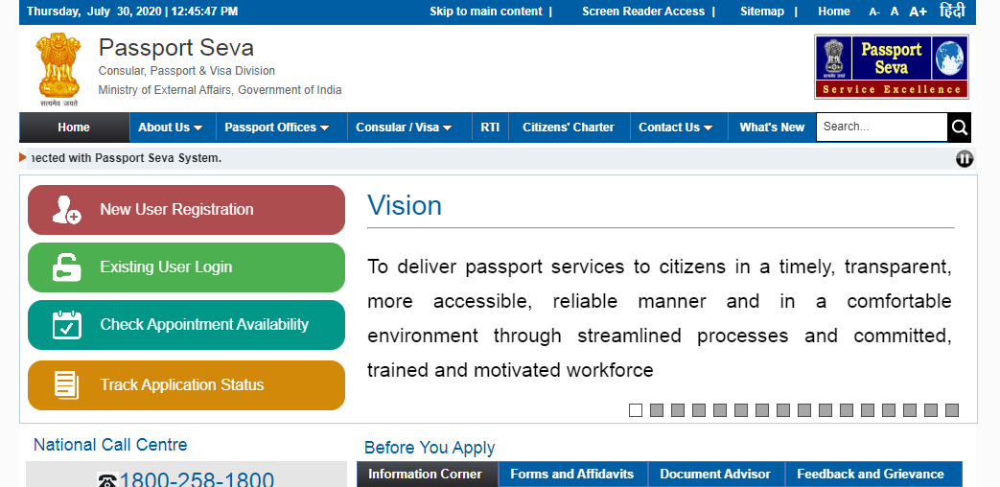 Thursday, July 30, 2020 | 12:45:47 PM
Skip to main content | Screen Reader Access | Sitemap | Home A- A A+ हिंदी
Passport Seva
Consular, Passport & Visa Division
Ministry of External Affairs, Government of India
सत्यमेव जयते
Passport
Seva
Service Excellence
Home About Us Passport Offices Consular / Visa RTI Citizens' Charter Contact Us What's New Search...
nected with Passport Seva System.
New User Registration
Existing User Login
Check Appointment Availability
Track Application Status
Vision
To deliver passport services to citizens in a timely, transparent,
more accessible, reliable manner and in a comfortable
environment through streamlined processes and committed,
trained and motivated workforce
National Call Centre
1800-258-1800
Before You Apply
Information Corner Forms and Affidavits Document Advisor Feedback and Grievance